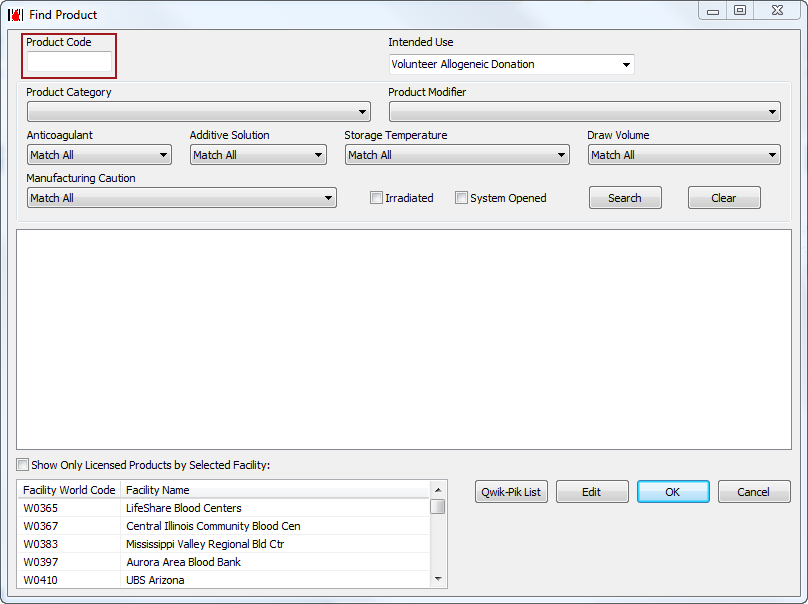 Find Product
Product Code
Intended Use
Volunteer Allogeneic Donation
Product Category
Product Modifier
Anticoagulant
Additive Solution
Storage Temperature
Draw Volume
Match All
Match All
Match All
Match All
Manufacturing Caution
Match All
Irradiated
System Opened
Search
Clear
Show Only Licensed Products by Selected Facility:
Facility World Code Facility Name
W0365 LifeShare Blood Centers
W0367 Central Illinois Community Blood Cen
W0383 Mississippi Valley Regional Bld Ctr
W0397 Aurora Area Blood Bank
W0410 UBS Arizona
Qwik-Pik List
Edit
OK
Cancel